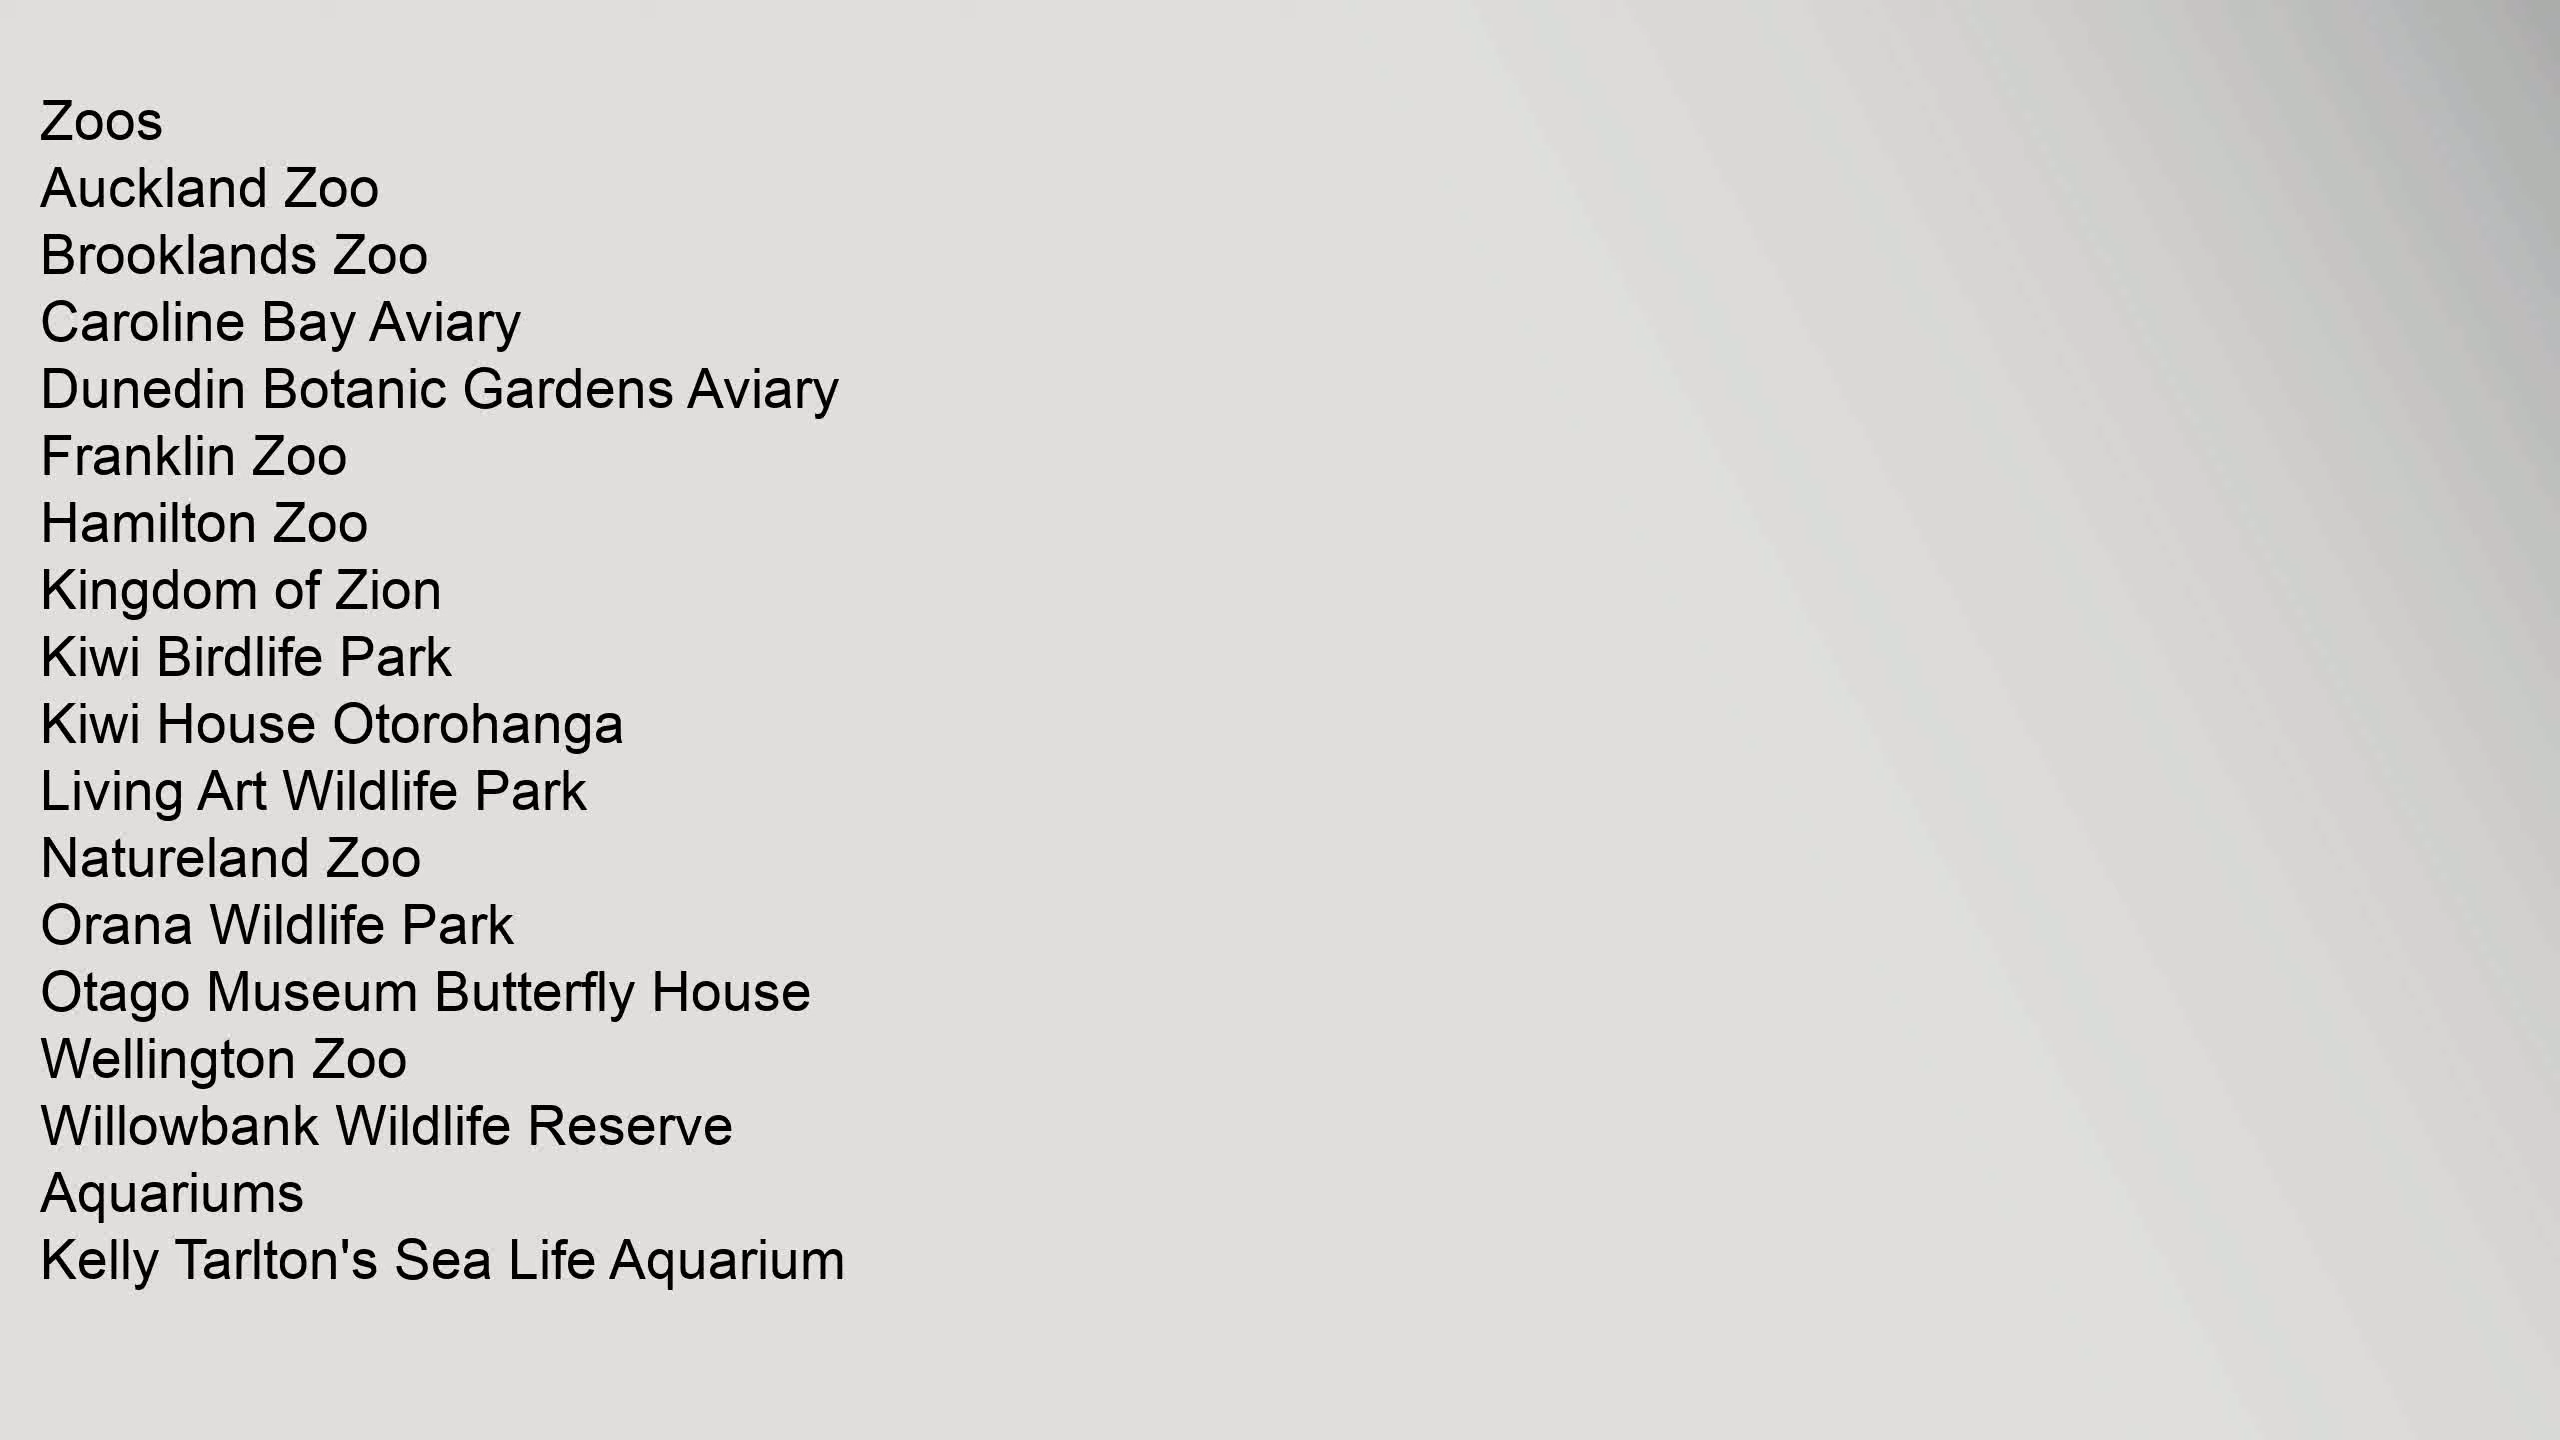 Zoos
Auckland Zoo
Brooklands Zoo
Caroline Bay Aviary
Dunedin Botanic Gardens Aviary
Franklin Zoo
Hamilton Zoo
Kingdom of Zion
Kiwi Birdlife Park
Kiwi House Otorohanga
Living Art Wildlife Park
Natureland Zoo
Orana Wildlife Park
Otago Museum Butterfly House
Wellington Zoo
Willowbank Wildlife Reserve
Aquariums
Kelly Tarlton's Sea Life Aquarium